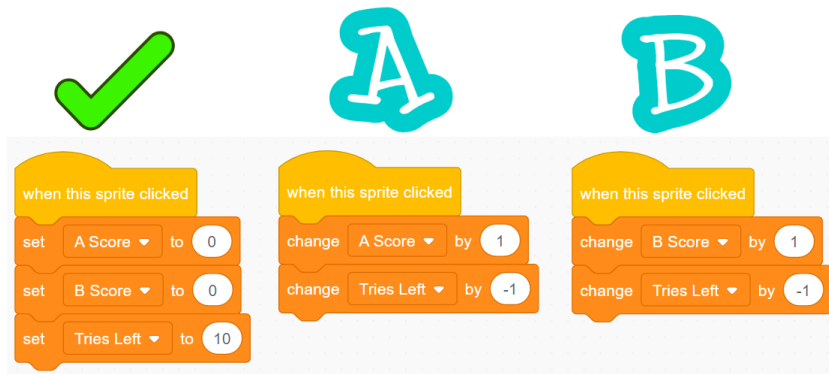 A
B
when this sprite clicked
set A Score to 0
set B Score to 0
set Tries Left to 10
when this sprite clicked
change A Score by 1
change Tries Left by -1
when this sprite clicked
change B Score by 1
change Tries Left by -1